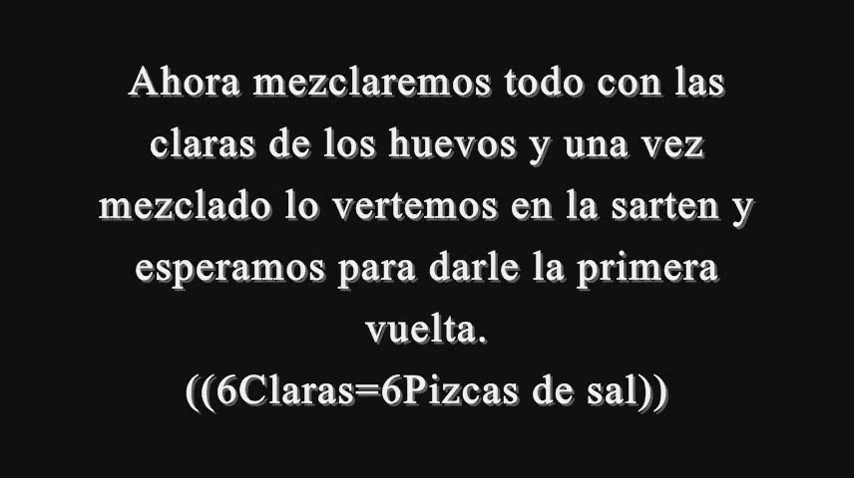 Ahora mezclaremos todo con las
claras de los huevos y una vez
mezclado lo vertemos en la sarten y
esperamos para darle la primera
vuelta.
((6Claras=6Pizcas de sal))